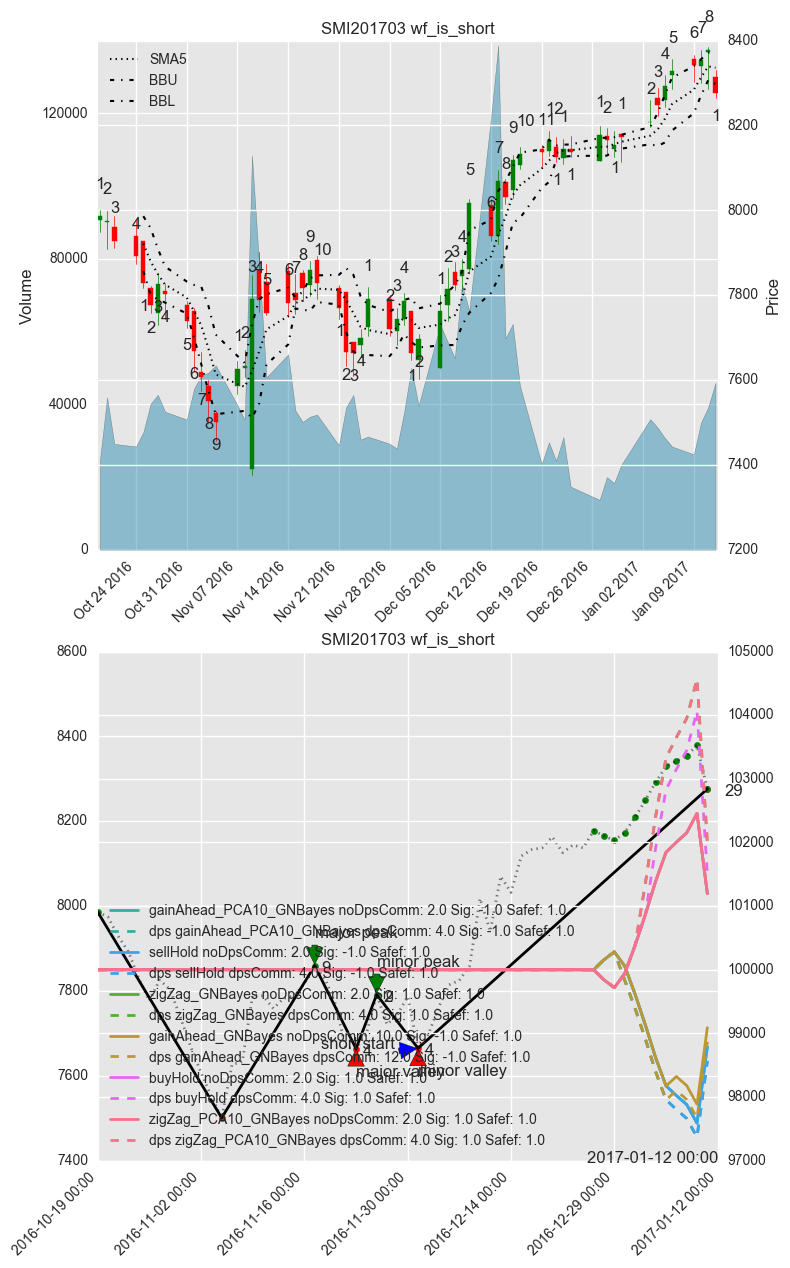 SMI201703 wf_is_short
SMA5
BBU
BBL
Volume
Price
120000
80000
40000
0
8400
8200
8000
7800
7600
7400
7200
1 2 3 4
Oct 24 2016
Oct 31 2016
Nov 07 2016
Nov 14 2016
Nov 21 2016
Nov 28 2016
Dec 05 2016
Dec 12 2016
Dec 19 2016
Dec 26 2016
Jan 02 2017
Jan 09 2017
SMI201703 wf_is_short
8600
8400
8200
8000
7800
7600
7400
105000
104000
103000
102000
101000
100000
99000
98000
97000
29
gainAhead_PCA10_GNBayes noDpsComm: 2.0 Sig: -1.0 Safef: 1.0
major peak
dps gainAhead_PCA10_GNBayes dpsComm: 4.0 Sig: -1.0 Safef: 1.0
sellHold noDpsComm: 2.0 Sig: -1.0 Safef: 1.0
9
minor peak
dps sellHold dpsComm: 4.0 Sig: -1.0 Safef: 1.0
zigZag_GNBayes noDpsComm: 2.0 Sig: 1.0 Safef: 1.0
2
dps zigZag_GNBayes dpsComm: 4.0 Sig: 1.0 Safef: 1.0
gainAhead_GNBayes noDpsComm: 10.0 Sig: -1.0 Safef: 1.0
short start
4
4
dps gainAhead_GNBayes dpsComm: 12.0 Sig: -1.0 Safef: 1.0
major valley
minor valley
buyHold noDpsComm: 2.0 Sig: 1.0 Safef: 1.0
dps buyHold dpsComm: 4.0 Sig: 1.0 Safef: 1.0
zigZag_PCA10_GNBayes noDpsComm: 2.0 Sig: 1.0 Safef: 1.0
dps zigZag_PCA10_GNBayes dpsComm: 4.0 Sig: 1.0 Safef: 1.0
2017-01-12 00:00
2016-10-19 00:00
2016-11-02 00:00
2016-11-16 00:00
2016-11-30 00:00
2016-12-14 00:00
2016-12-29 00:00
2017-01-12 00:00